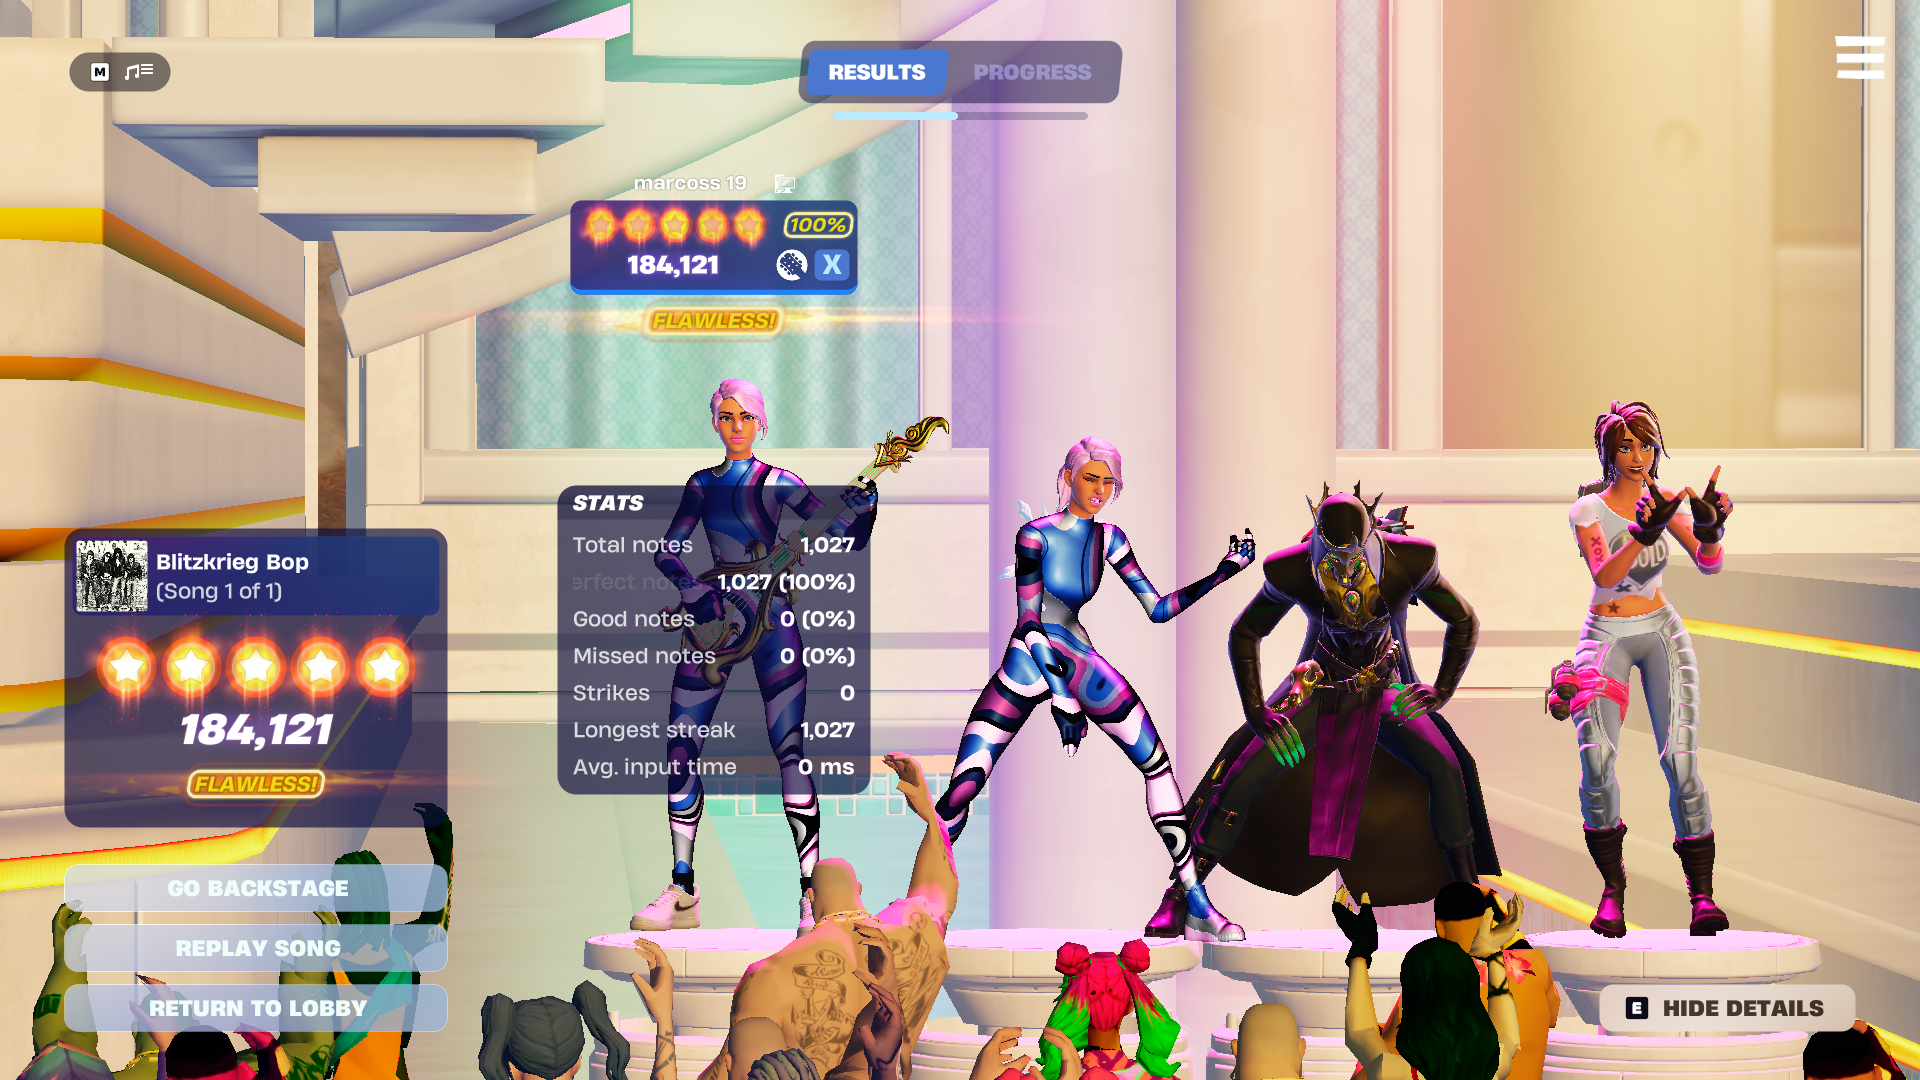 M
RESULTS
PROGRESS
marcoss 19
100%
184,121
X
FLAWLESS!
STATS
Total notes 1,027
erfect notes 1,027 (100%)
Good notes 0 (0%)
Missed notes 0 (0%)
Strikes 0
Longest streak 1,027
Avg. input time 0 ms
RAMONES
Blitzkrieg Bop
(Song 1 of 1)
184,121
FLAWLESS!
GO BACKSTAGE
REPLAY SONG
RETURN TO LOBBY
E HIDE DETAILS